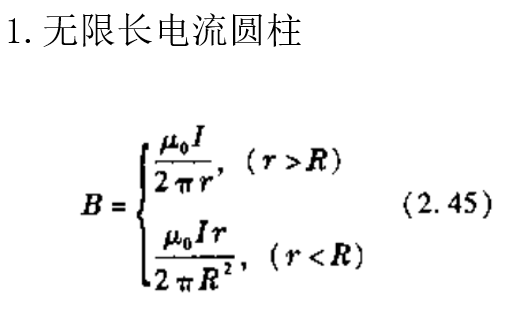 1.无限长电流圆柱
B = { μ₀I / 2πr, (r > R)
μ₀Ir / 2πR², (r < R) (2.45)